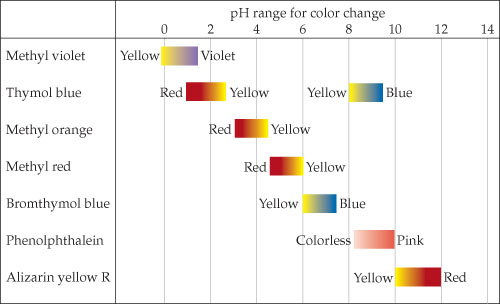 pH range for color change
0 2 4 6 8 10 12 14
Methyl violet Yellow Violet
Thymol blue Red Yellow Yellow Blue
Methyl orange Red Yellow
Methyl red Red Yellow
Bromthymol blue Yellow Blue
Phenolphthalein Colorless Pink
Alizarin yellow R Yellow Red